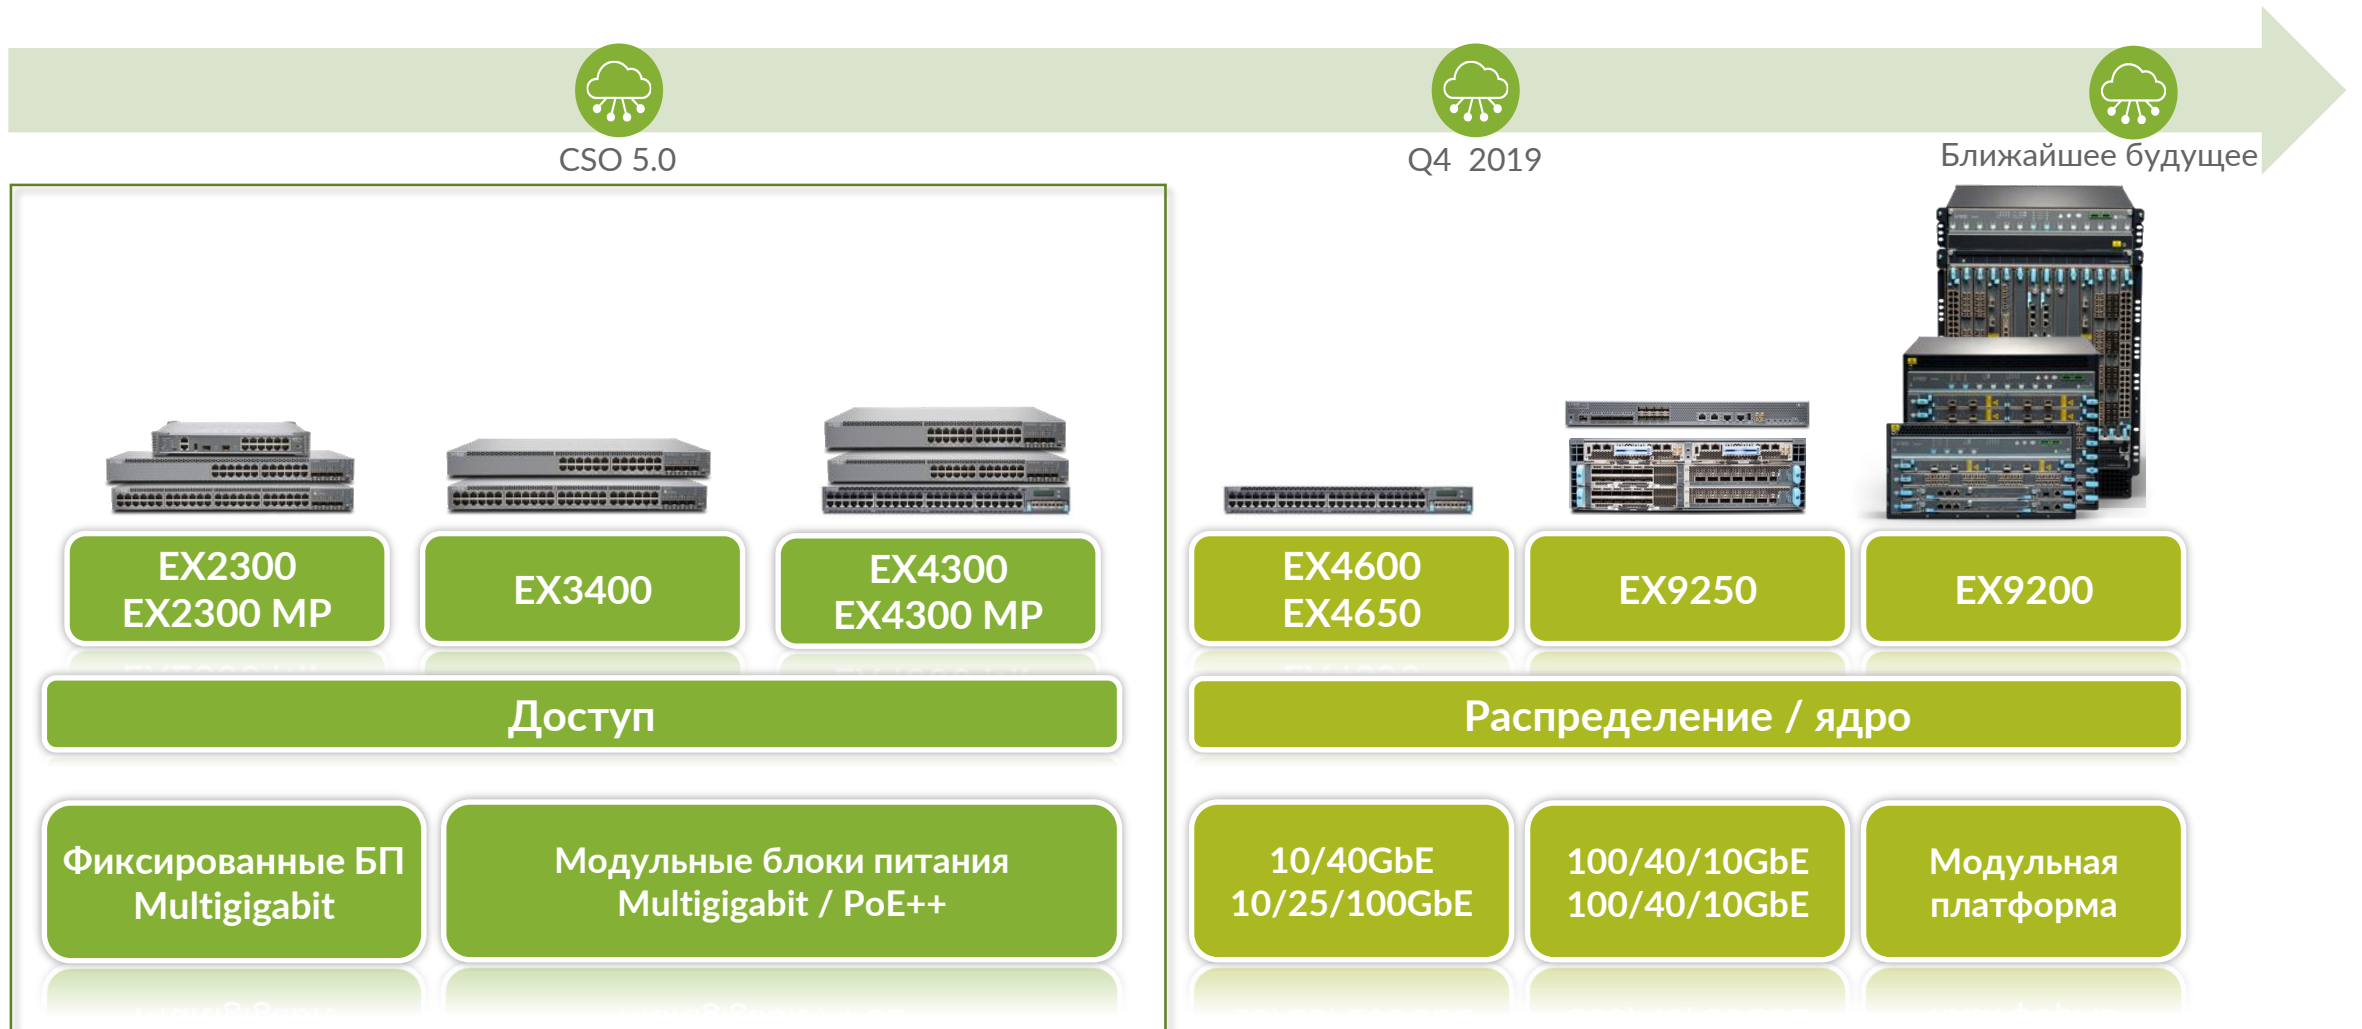 CSO 5.0
Q4 2019
Ближайшее будущее
EX2300
EX2300 MP
EX3400
EX4300
EX4300 MP
EX4600
EX4650
EX9250
EX9200
Доступ
Распределение / ядро
Фиксированные БП
Multigigabit
Модульные блоки питания
Multigigabit / PoE++
10/40GbE
10/25/100GbE
100/40/10GbE
100/40/10GbE
Модульная
платформа